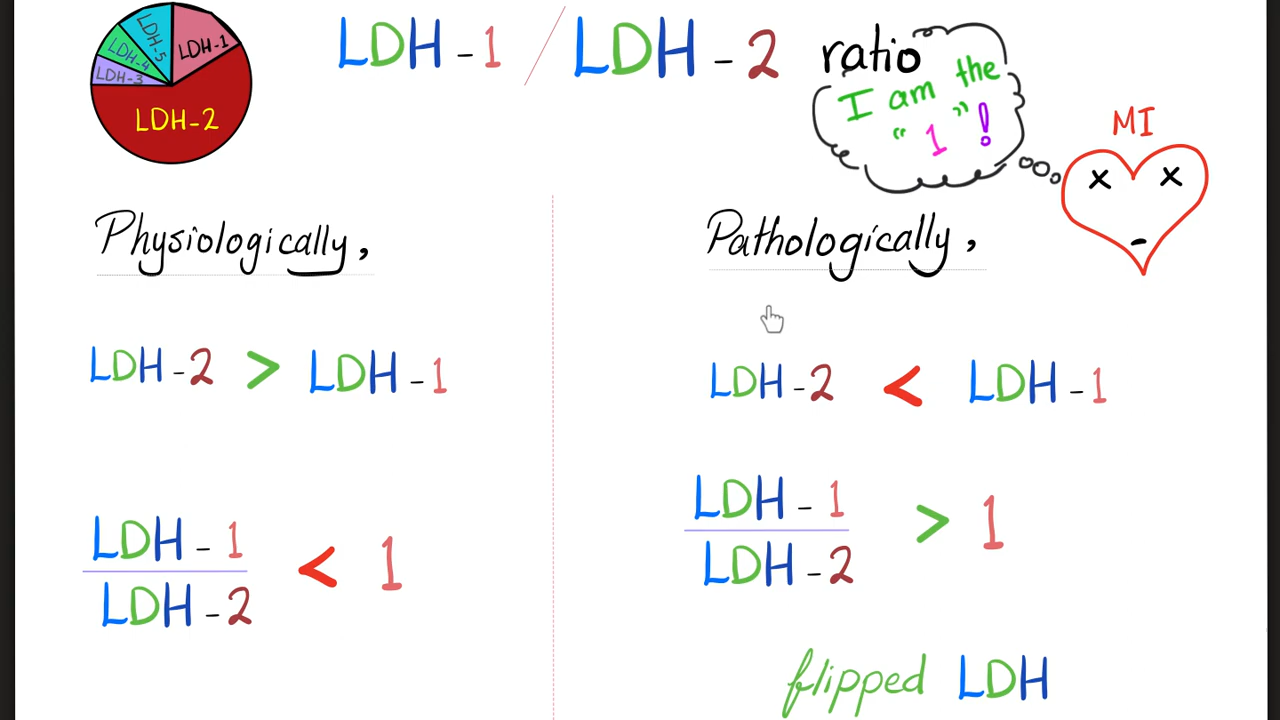 LDH-1 / LDH-2 ratio
LDH-5
LDH-1
LDH-4
LDH-3
LDH-2
I am the
"1"!
MI
x x
Physiologically,
LDH-2 > LDH-1
LDH-1
LDH-2
< 1
Pathologically,
LDH-2 < LDH-1
LDH-1
LDH-2
> 1
flipped LDH